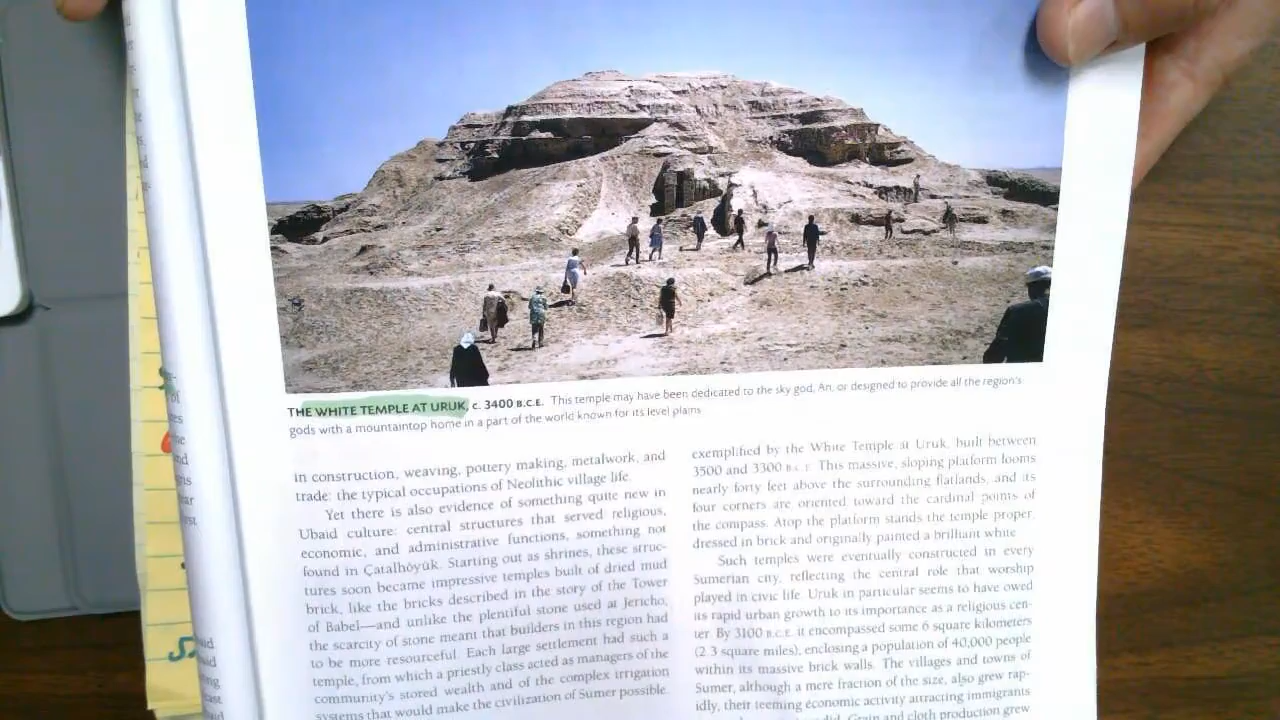 THE WHITE TEMPLE AT URUK, c. 3400 B.C.E. This temple may have been dedicated to the sky god, An, or designed to provide all the region's
gods with a mountaintop home in a part of the world known for its level plains
in construction, weaving, pottery making, metalwork, and
trade: the typical occupations of Neolithic village life.
Yet there is also evidence of something quite new in
Ubaid culture: central structures that served religious,
economic, and administrative functions, something not
found in Çatalhöyük. Starting out as shrines, these struc-
tures soon became impressive temples built of dried mud
brick, like the bricks described in the story of the Tower
of Babel—and unlike the plentiful stone used at Jericho,
the scarcity of stone meant that builders in this region had
to be more resourceful. Each large settlement had such a
temple, from which a priestly class acted as managers of the
community's stored wealth and of the complex irrigation
systems that would make the civilization of Sumer possible.
exemplified by the White Temple at Uruk, built between
3500 and 3300 B.C.E. This massive, sloping platform looms
nearly forty feet above the surrounding flatlands, and its
four corners are oriented toward the cardinal points of
the compass. Atop the platform stands the temple proper,
dressed in brick and originally painted a brilliant white.
Such temples were eventually constructed in every
Sumerian city, reflecting the central role that worship
played in civic life. Uruk in particular seems to have owed
its rapid urban growth to its importance as a religious cen-
ter. By 3100 B.C.E. it encompassed some 6 square kilometers
(2.3 square miles), enclosing a population of 40,000 people
within its massive brick walls. The villages and towns of
Sumer, although a mere fraction of the size, also grew rap-
idly, their teeming economic activity attracting immigrants
did. Grain and cloth production grew